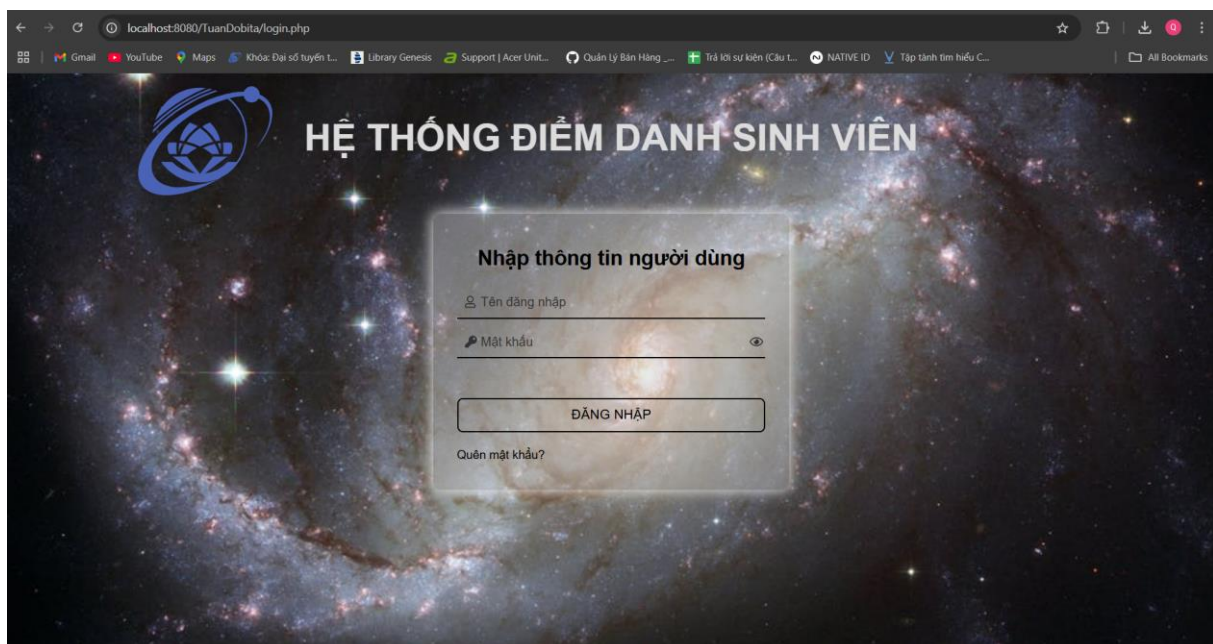 localhost:8080/TuanDobita/login.php
Gmail YouTube Maps Khóa: Đại số tuyến t... Library Genesis Support | Acer Unit... Quản Lý Bán Hàng _... Trả lời sự kiện (Câu t... NATIVE ID Tập tành tìm hiểu C... All Bookmarks
HỆ THỐNG ĐIỂM DANH SINH VIÊN
Nhập thông tin người dùng
Tên đăng nhập
Mật khẩu
ĐĂNG NHẬP
Quên mật khẩu?